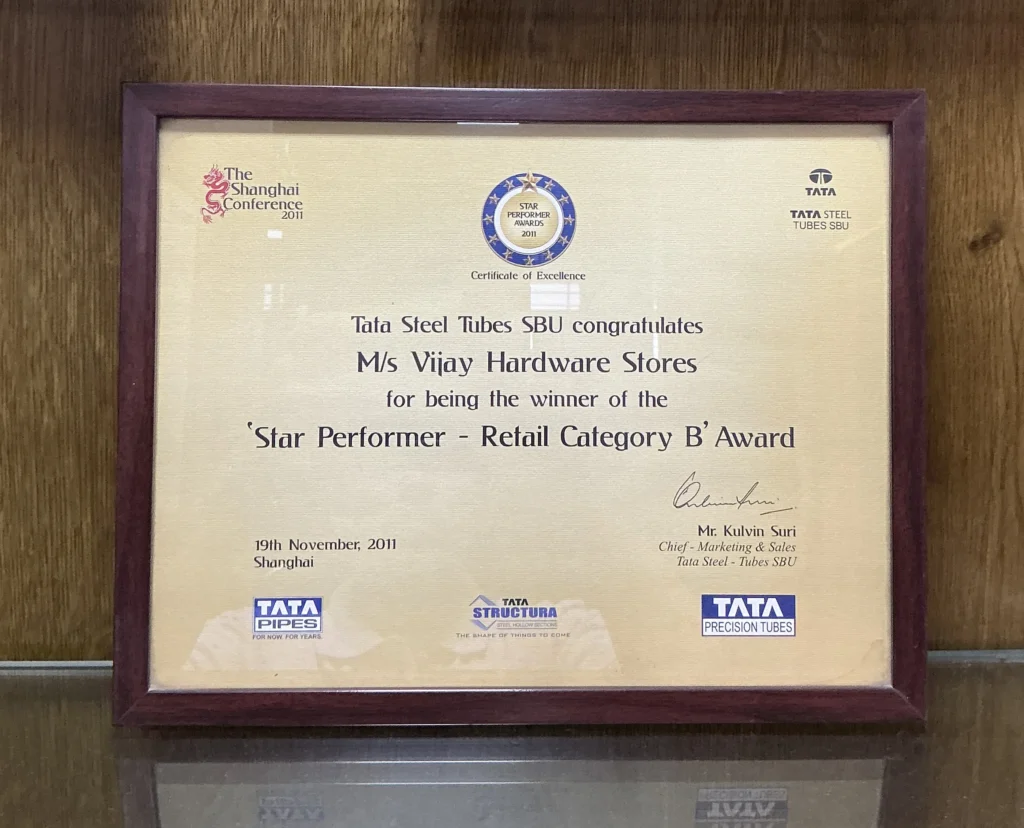 The
Shanghai
Conference
2011
STAR
PERFORMER
AWARDS
2011
Certificate of Excellence
TATA
TATA STEEL
TUBES SBU
Tata Steel Tubes SBU congratulates
M/s Vijay Hardware Stores
for being the winner of the
‘Star Performer - Retail Category B’ Award
Mr. Kulvin Suri
Chief - Marketing & Sales
Tata Steel - Tubes SBU
19th November, 2011
Shanghai
TATA
PIPES
FOR NOW. FOR YEARS.
TATA
STRUCTURA
STEEL HOLLOW SECTIONS
THE SHAPE OF THINGS TO COME
TATA
PRECISION TUBES